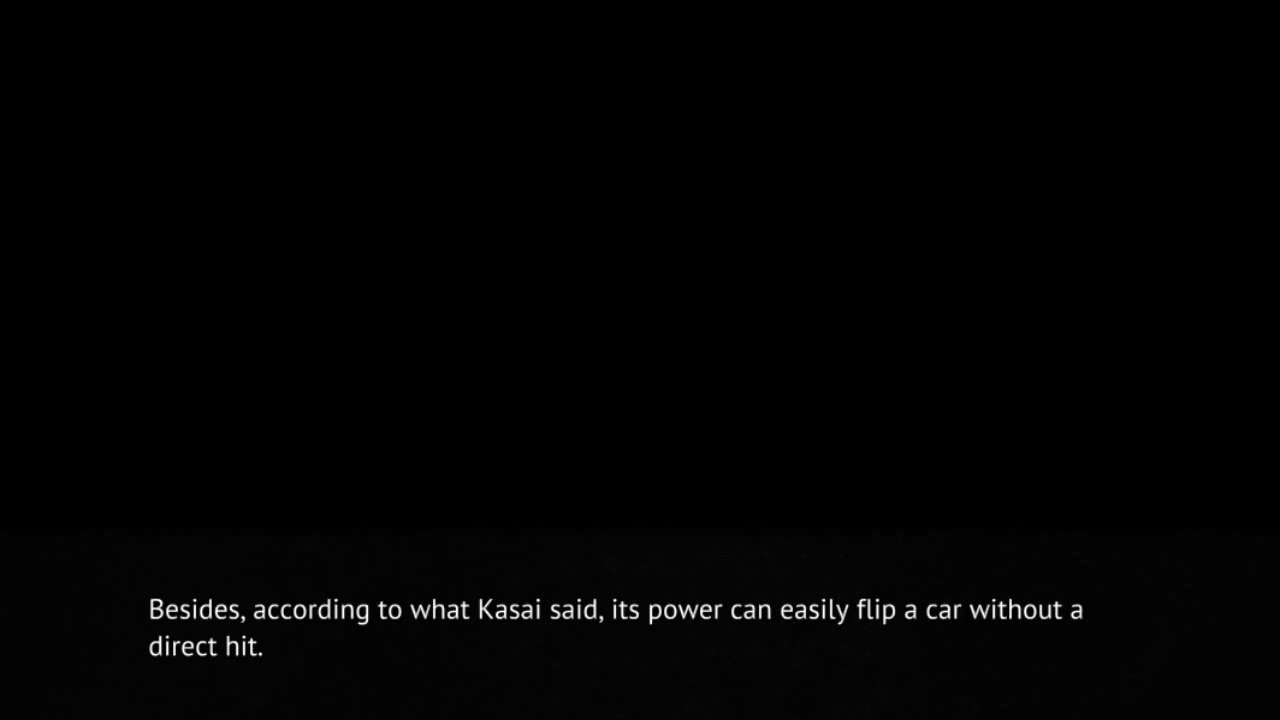 Besides, according to what Kasai said, its power can easily flip a car without a
direct hit.